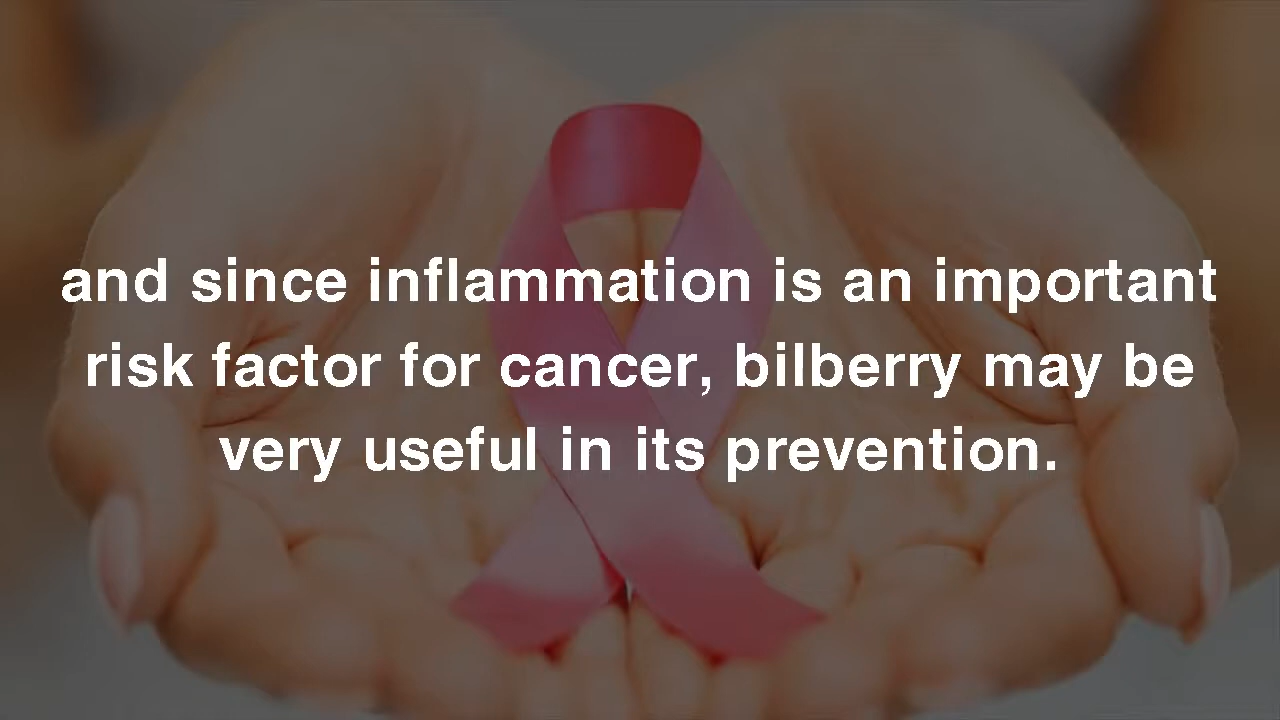 and since inflammation is an important
risk factor for cancer, bilberry may be
very useful in its prevention.